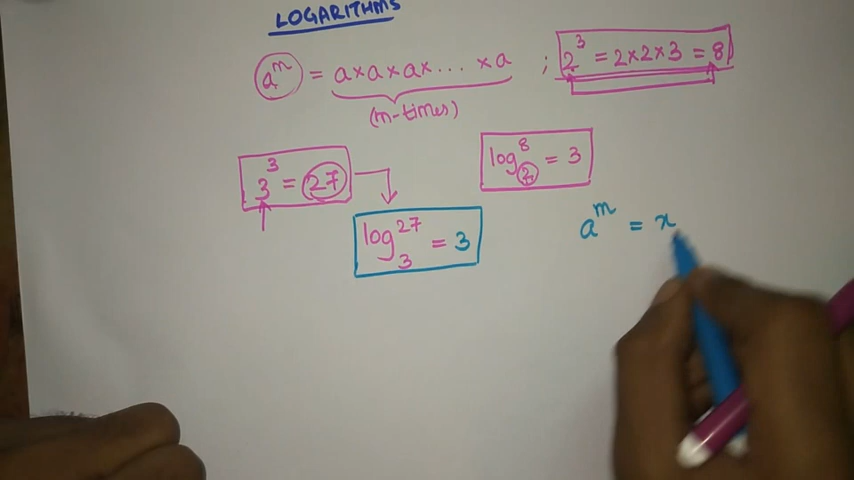 LOGARITHMS
a^m = a×a×a×... ×a ; 2^3 = 2×2×3 = 8
(m-times)
3^3 = 27
log_2^8 = 3
log_3^27 = 3
a^m = x